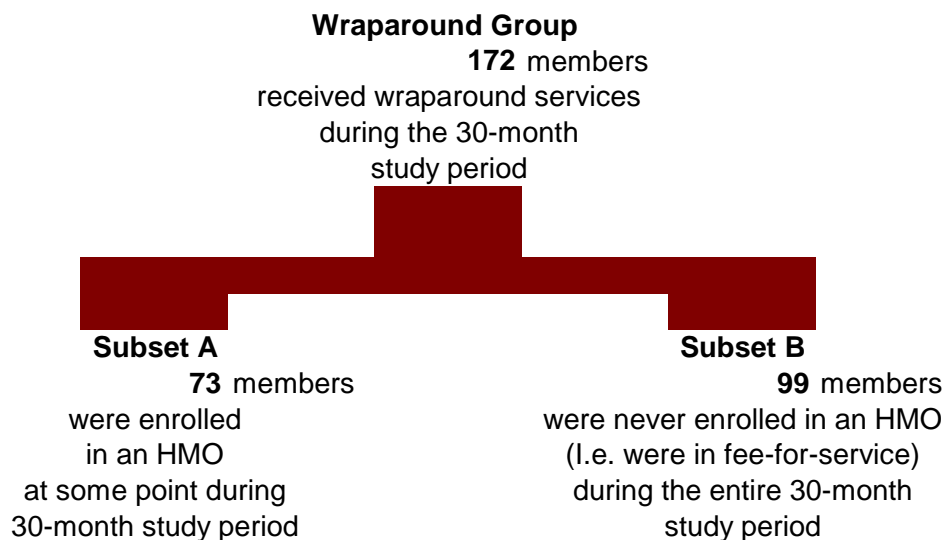 Wraparound Group
172 members
received wraparound services
during the 30-month
study period
Subset A
73 members
were enrolled
in an HMO
at some point during
30-month study period
Subset B
99 members
were never enrolled in an HMO
(I.e. were in fee-for-service)
during the entire 30-month
study period